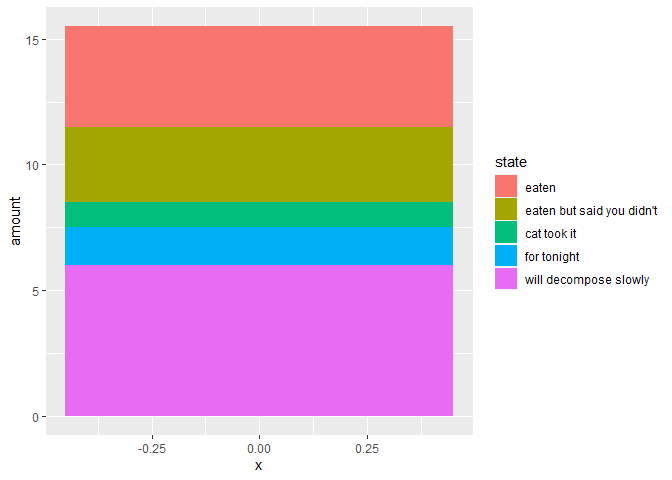 15
10
5
0
amount
-0.25
0.00
0.25
x
state
eaten
eaten but said you didn't
cat took it
for tonight
will decompose slowly